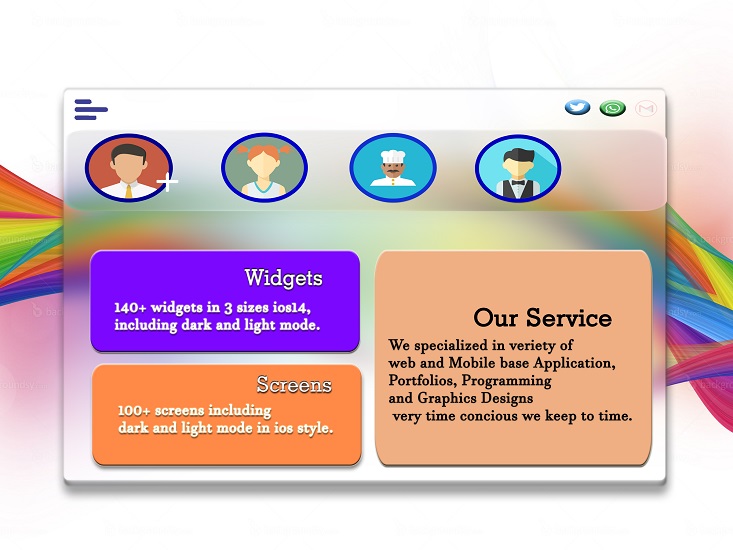 Widgets
140+ widgets in 3 sizes ios14,
including dark and light mode.
Screens
100+ screens including
dark and light mode in ios style.
Our Service
We specialized in veriety of
web and Mobile base Application,
Portfolios, Programming
and Graphics Designs
very time concious we keep to time.